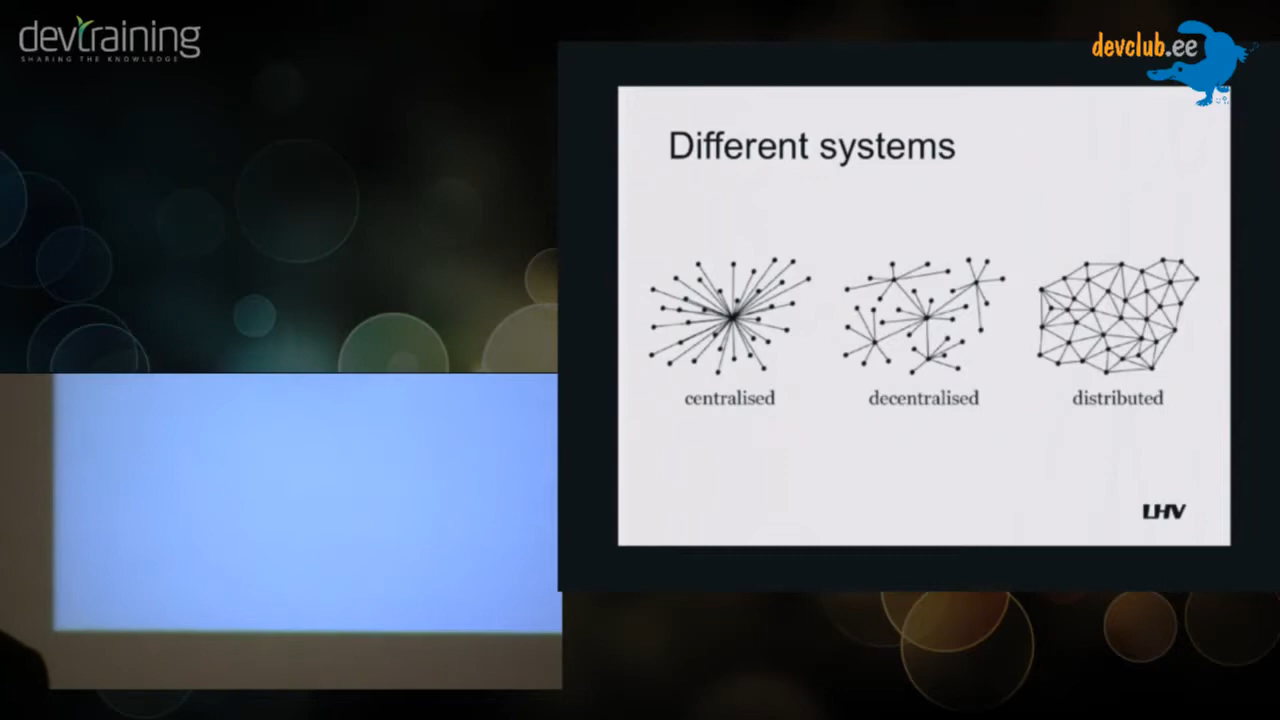 devtraining
SHARING THE KNOWLEDGE
devclub.ee
Different systems
centralised
decentralised
distributed
LHV